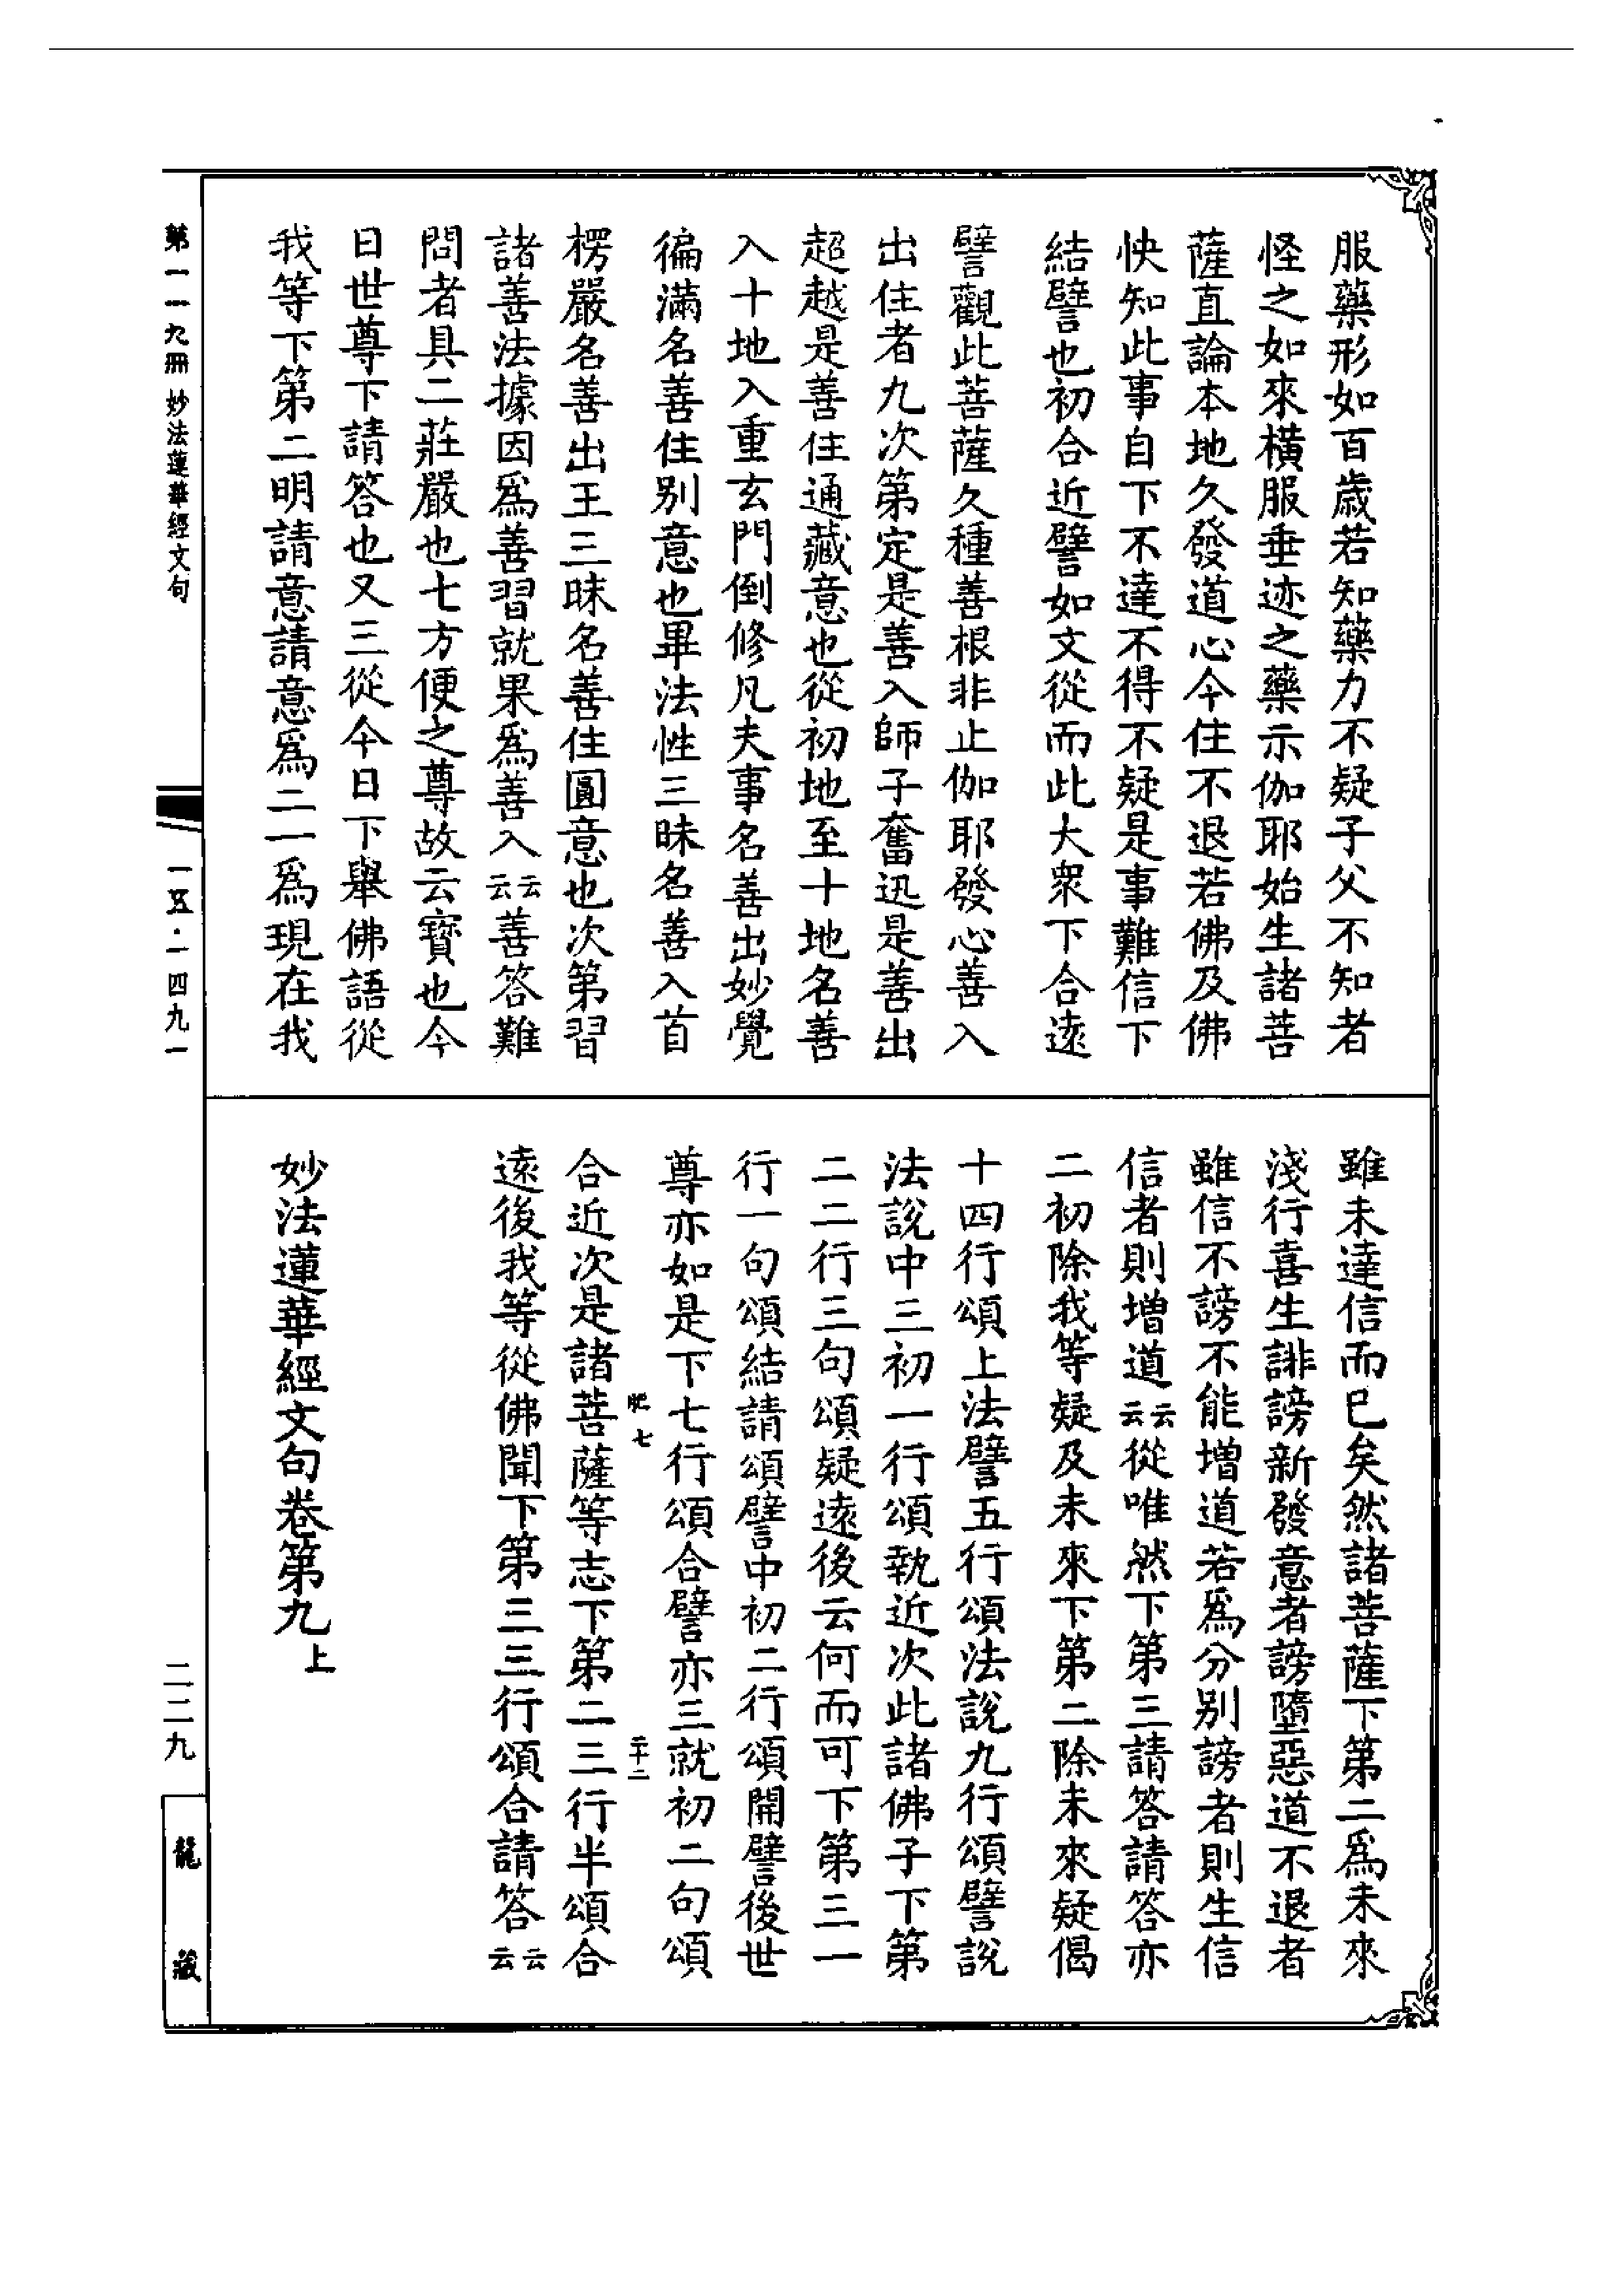 服藥形如百歲若知藥力不疑子父不知者
怪之如來橫服垂迹之藥示伽耶始生諸菩
薩直論本地久發道心今住不退若佛及佛
快知此事自下不達不得不疑是事難信下
結譬也初合近譬如文從而此大眾下合遠
譬觀此菩薩久種善根非止伽耶發心善入
出住者九次第定是善入師子奮迅是善出
超越是善住通藏意也從初地至十地名善
入十地入重玄門倒修凡夫事名善出妙覺
徧滿名善住別意也畢法性三昧名善入首
楞嚴名善出王三昧名善住圓意也次第習
諸善法據因爲善習就果爲善入云云善答難
問者具二莊嚴也七方便之尊故云寶也今
日世尊下請答也又三從今日下舉佛語從
我等下第二明請意請意爲二一爲現在我
雖未達信而已矣然諸菩薩下第二爲未來
淺行喜生誹謗新發意者謗墮惡道不退者
雖信不謗不能增道若爲分別謗者則生信
信者則增道云云從唯然下第三請答請答亦
二初除我等疑及未來下第二除未來疑偈
十四行頌上法譬五行頌法說九行頌譬說
法說中三初一行頌執近次此諸佛子下第
二二行三句頌疑遠後云何而可下第三一
行一句頌結請頌譬中初二行頌開譬後世
尊亦如是下七行頌合譬亦三就初二句頌
肥七 二十二
合近次是諸菩薩等志下第二三行半頌合
遠後我等從佛聞下第三三行頌合請答云云
妙法蓮華經文句卷第九上
第一一九冊 妙法蓮華經文句
一五·一四九一
二二九
龍藏